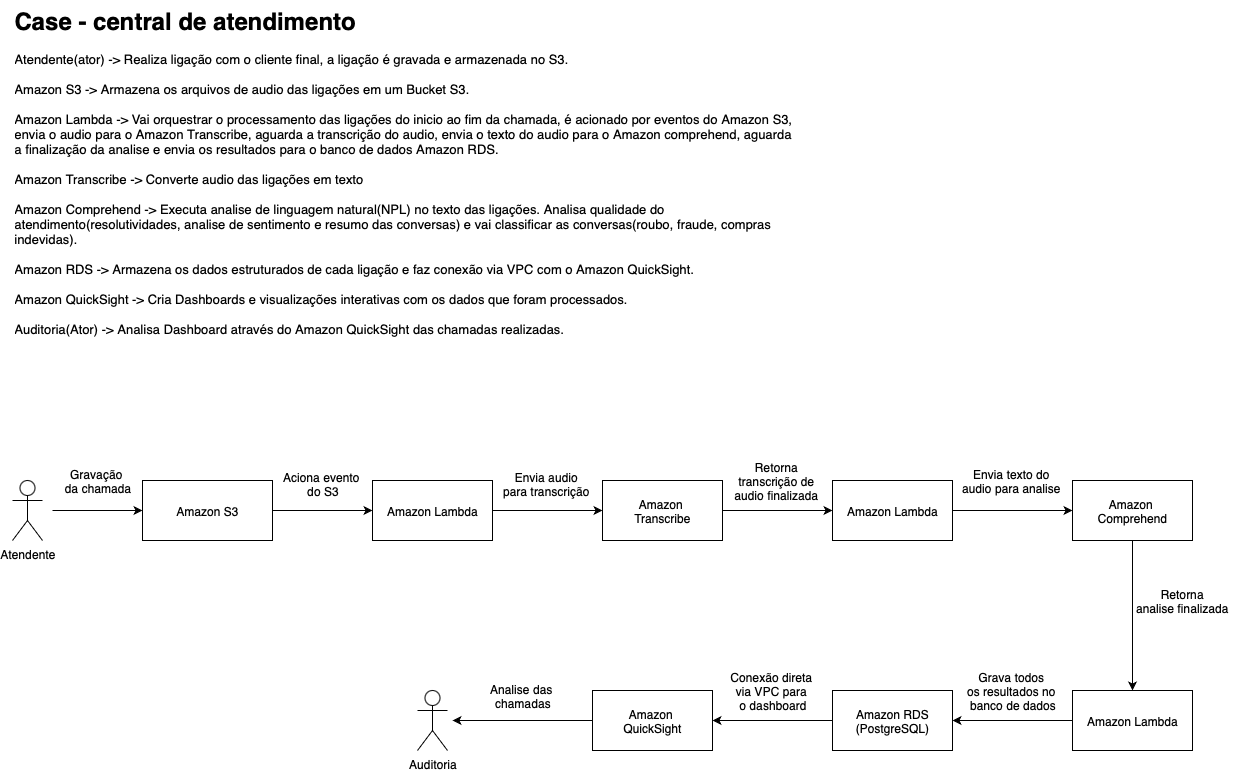 Case - central de atendimento
Atendente(ator) -> Realiza ligação com o cliente final, a ligação é gravada e armazenada no S3.
Amazon S3 -> Armazena os arquivos de audio das ligações em um Bucket S3.
Amazon Lambda -> Vai orquestrar o processamento das ligações do inicio ao fim da chamada, é acionado por eventos do Amazon S3,
envia o audio para o Amazon Transcribe, aguarda a transcrição do audio, envia o texto do audio para o Amazon comprehend, aguarda
a finalização da analise e envia os resultados para o banco de dados Amazon RDS.
Amazon Transcribe -> Converte audio das ligações em texto
Amazon Comprehend -> Executa analise de linguagem natural(NPL) no texto das ligações. Analisa qualidade do
atendimento(resolutividades, analise de sentimento e resumo das conversas) e vai classificar as conversas(roubo, fraude, compras
indevidas).
Amazon RDS -> Armazena os dados estruturados de cada ligação e faz conexão via VPC com o Amazon QuickSight.
Amazon QuickSight -> Cria Dashboards e visualizações interativas com os dados que foram processados.
Auditoria(Ator) -> Analisa Dashboard através do Amazon QuickSight das chamadas realizadas.
Atendente
Gravação
da chamada
Amazon S3
Aciona evento
do S3
Amazon Lambda
Envia audio
para transcrição
Amazon
Transcribe
Retorna
transcrição de
audio finalizada
Amazon Lambda
Envia texto do
audio para analise
Amazon
Comprehend
Retorna
analise finalizada
Amazon Lambda
Grava todos
os resultados no
banco de dados
Amazon RDS
(PostgreSQL)
Conexão direta
via VPC para
o dashboard
Amazon
QuickSight
Analise das
chamadas
Auditoria